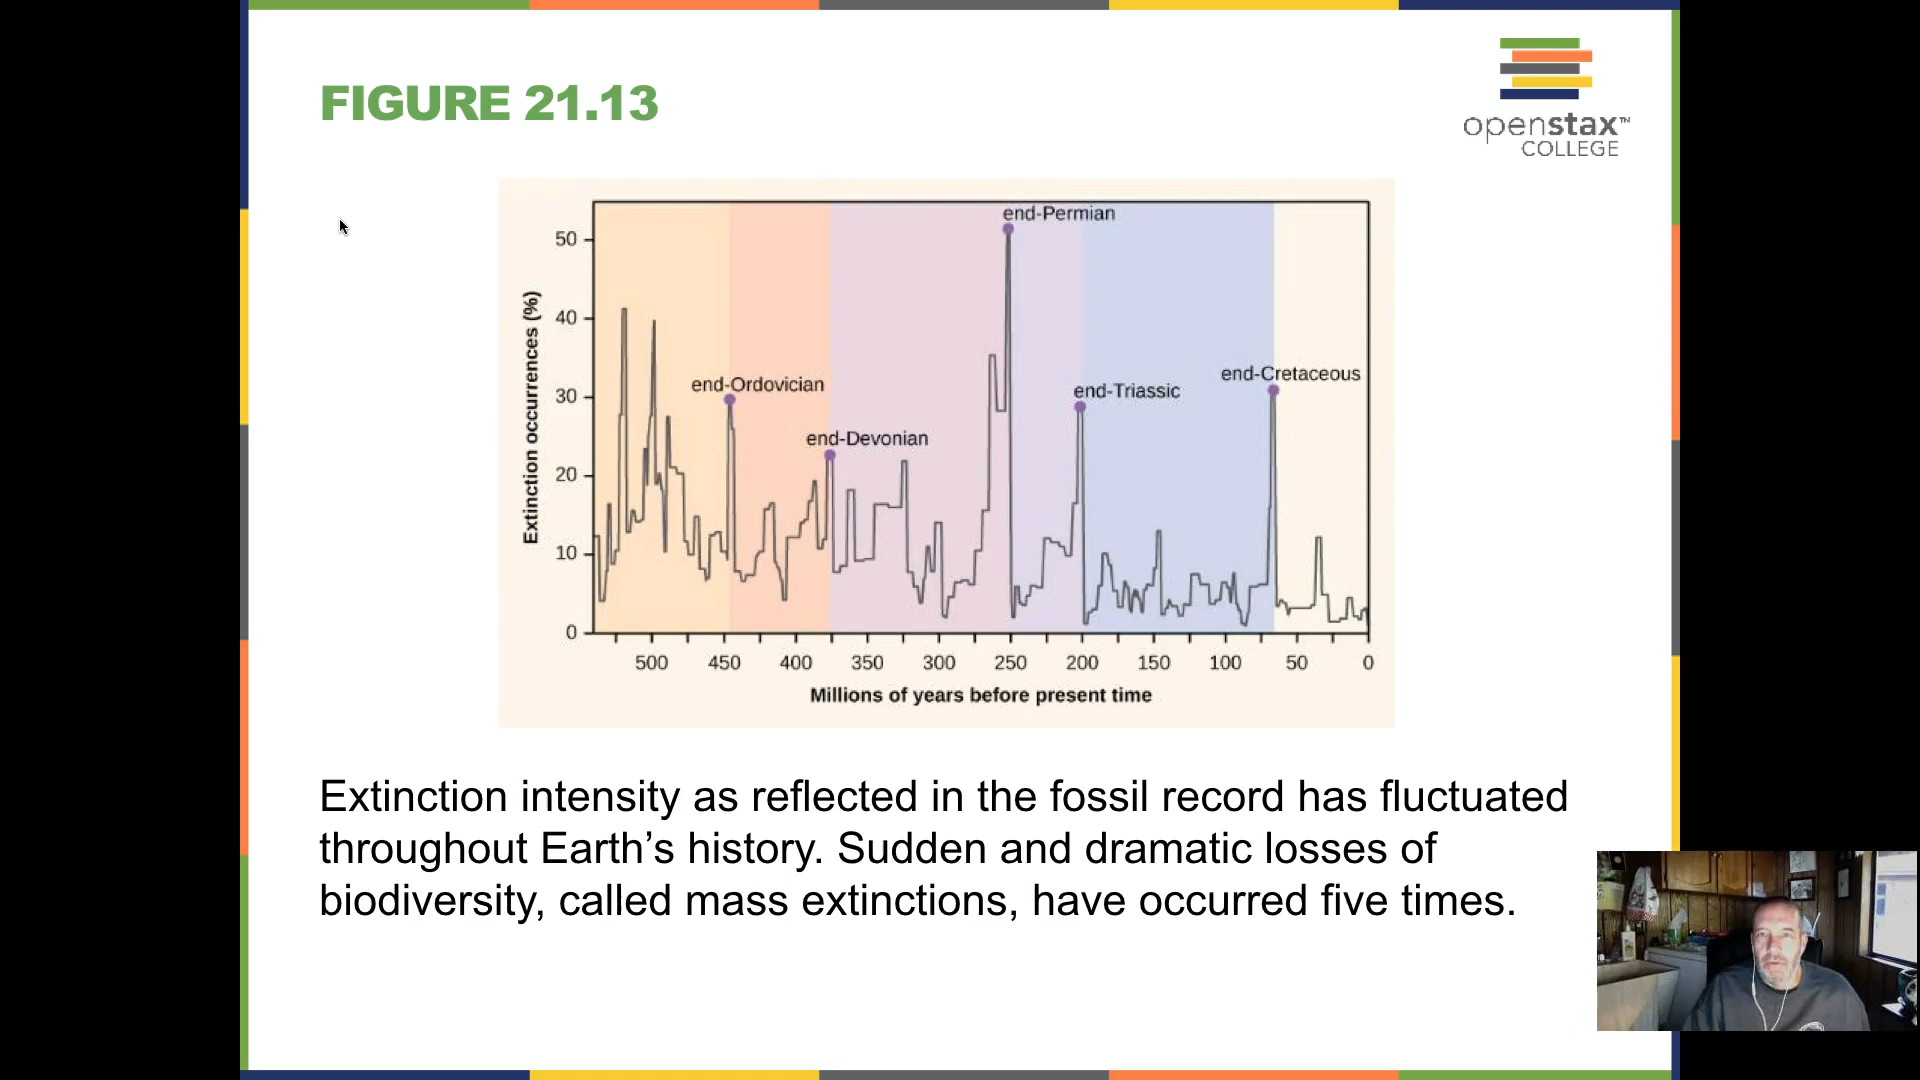 FIGURE 21.13
openstax™
COLLEGE
end-Permian
50
40
end-Cretaceous
end-Ordovician
end-Triassic
30
end-Devonian
20
10
0
Extinction occurrences (%)
500 450 400 350 300 250 200 150 100 50 0
Millions of years before present time
Extinction intensity as reflected in the fossil record has fluctuated
throughout Earth’s history. Sudden and dramatic losses of
biodiversity, called mass extinctions, have occurred five times.